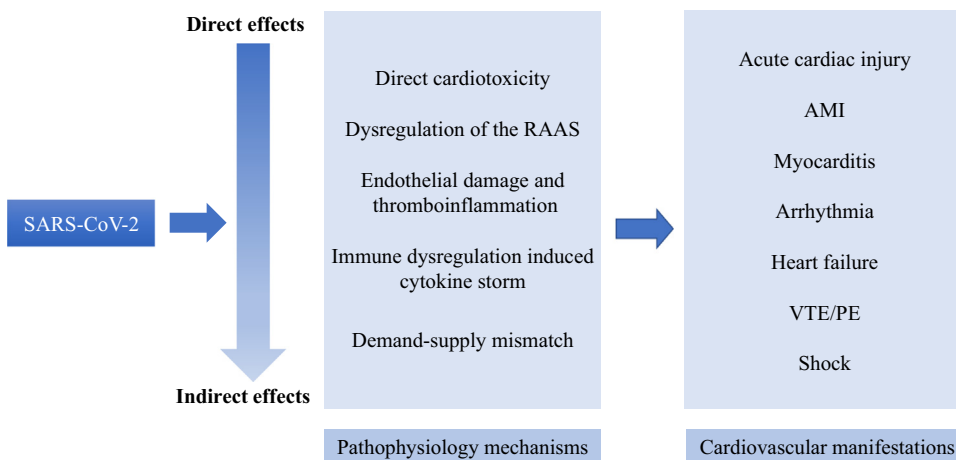 Direct effects
SARS-CoV-2
Indirect effects
Direct cardiotoxicity
Dysregulation of the RAAS
Endothelial damage and
thromboinflammation
Immune dysregulation induced
cytokine storm
Demand-supply mismatch
Pathophysiology mechanisms
Acute cardiac injury
AMI
Myocarditis
Arrhythmia
Heart failure
VTE/PE
Shock
Cardiovascular manifestations